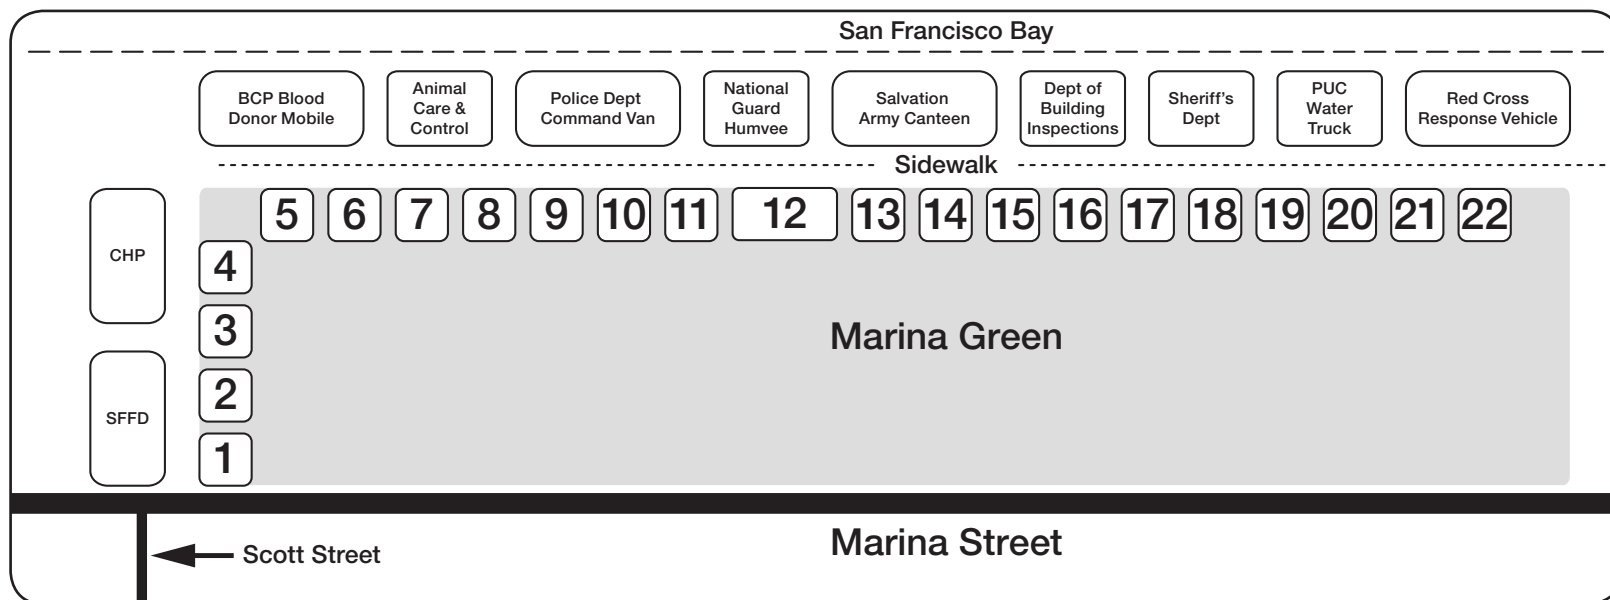 San Francisco Bay
BCP Blood
Donor Mobile
Animal
Care &
Control
Police Dept
Command Van
National
Guard
Humvee
Salvation
Army Canteen
Dept of
Building
Inspections
Sheriff's
Dept
PUC
Water
Truck
Red Cross
Response Vehicle
Sidewalk
CHP
5 6 7 8 9 10 11 12 13 14 15 16 17 18 19 20 21 22
4
3
Marina Green
SFFD
2
1
Marina Street
Scott Street